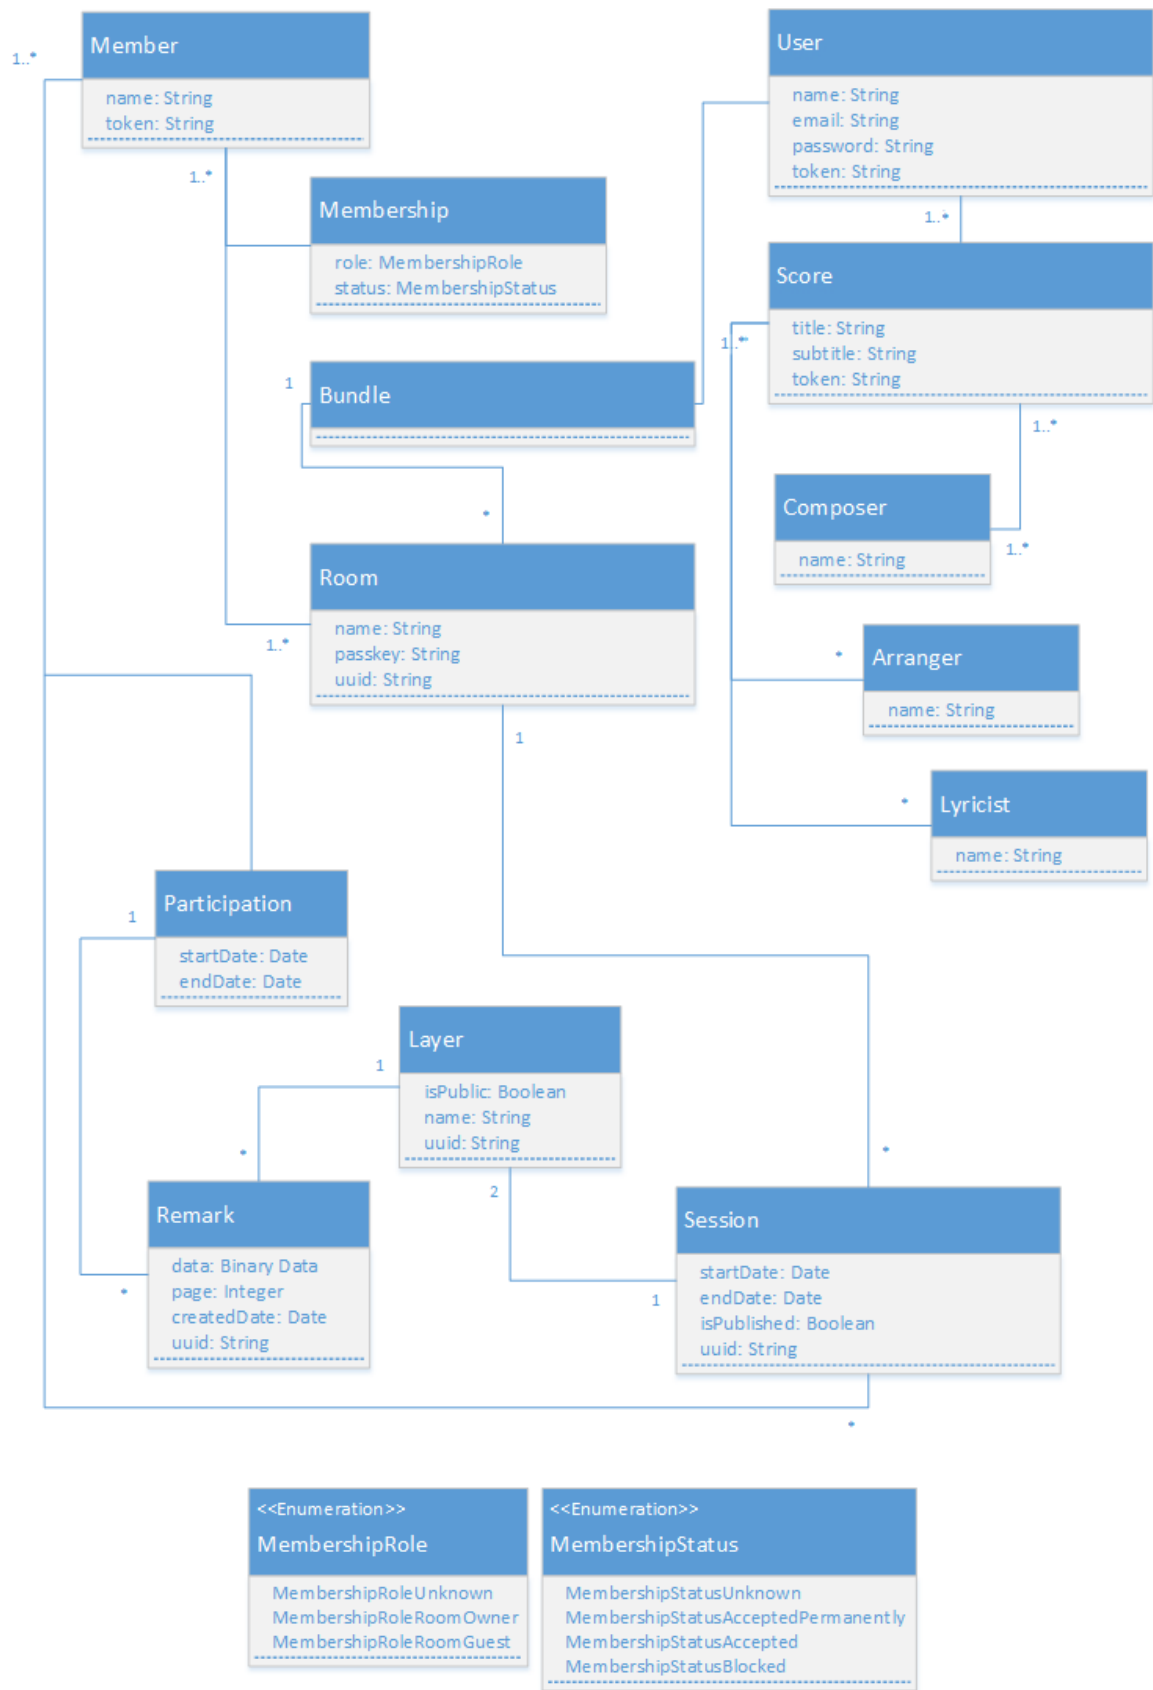 Member
1..*
name: String
token: String
1..*
User
name: String
email: String
password: String
token: String
1..*
Membership
role: MembershipRole
status: MembershipStatus
Score
title: String
subtitle: String
token: String
1..*
1..*
1
Bundle
*
Composer
name: String
1..*
Room
name: String
passkey: String
uuid: String
1..*
1
*
Arranger
name: String
*
Lyricist
name: String
1
Participation
startDate: Date
endDate: Date
Layer
isPublic: Boolean
name: String
uuid: String
1
*
2
*
Remark
data: Binary Data
page: Integer
createdDate: Date
uuid: String
*
Session
startDate: Date
endDate: Date
isPublished: Boolean
uuid: String
1
*
<<Enumeration>>
MembershipRole
MembershipRoleUnknown
MembershipRoleRoomOwner
MembershipRoleRoomGuest
<<Enumeration>>
MembershipStatus
MembershipStatusUnknown
MembershipStatusAcceptedPermanently
MembershipStatusAccepted
MembershipStatusBlocked